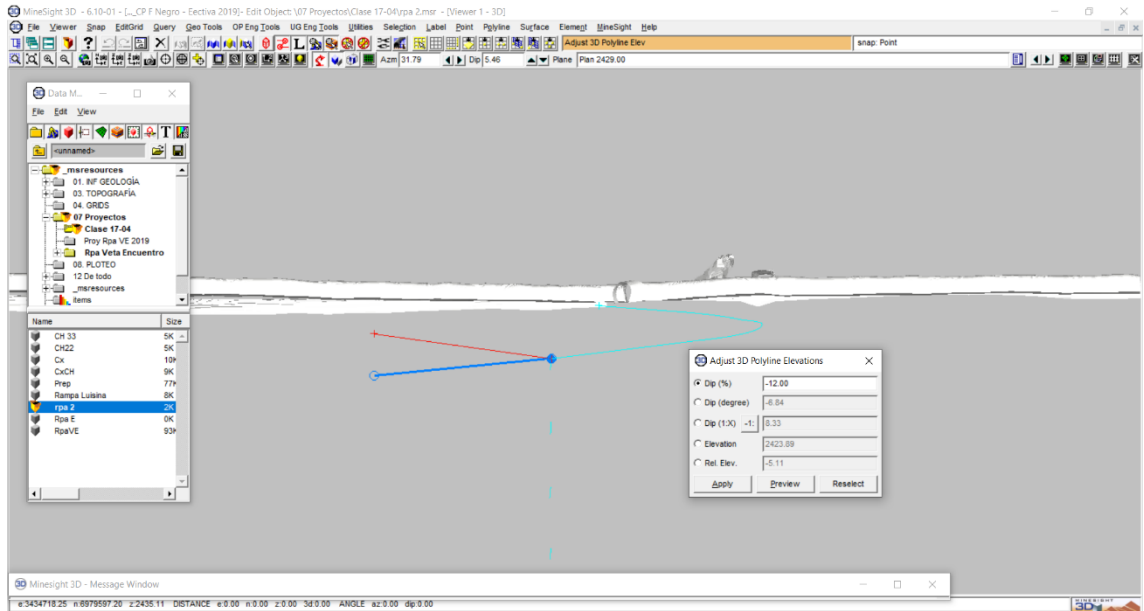 MineSight 3D - 6.10-01 - [..._CP F Negro - Eectiva 2019]- Edit Object: \07 Proyectos\Clase 17-04\rpa 2.msr - [Viewer 1 - 3D]
File Viewer Snap EditGrid Query Geo Tools OP Eng Tools UG Eng Tools Utilities Selection Label Point Polyline Surface Element MineSight Help
Adjust 3D Polyline Elev
snap: Point
Azm 31.79 Dip 5.46 Plane Plan 2429.00
Data M...
File Edit View
<unnamed>
_msresources
01. INF GEOLOGÍA
03. TOPOGRAFÍA
04. GRIDS
07 Proyectos
Clase 17-04
Proy Rpa VE 2019
Rpa Veta Encuentro
08. PLOTEO
12 De todo
_msresources
items
Name Size
CH 33 5K
CH22 5K
Cx 10K
CxCH 9K
Prep 77K
Rampa Luisina 8K
rpa 2 2K
Rpa E 0K
RpaVE 93K
Adjust 3D Polyline Elevations
Dip (%) -12.00
Dip (degree) -6.84
Dip (1:X) -1: 8.33
Elevation 2423.89
Rel. Elev. -5.11
Apply Preview Reselect
Minesight 3D - Message Window
e:3434718.25 n:6979597.20 z:2435.11 DISTANCE e:0.00 n:0.00 z:0.00 3d:0.00 ANGLE az:0.00 dip:0.00
MINESIGHT
3D